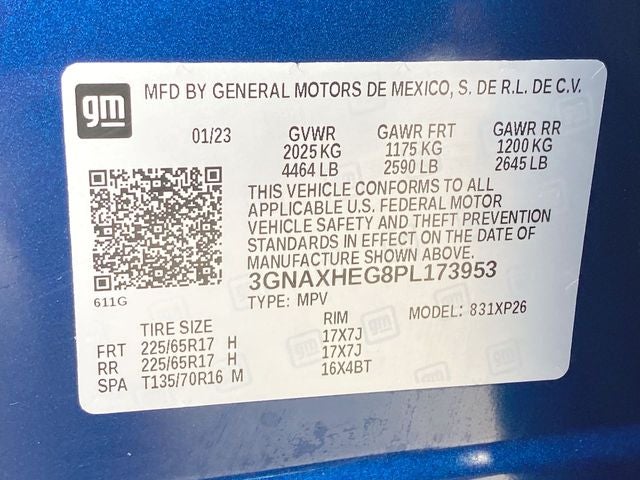 gm
MFD BY GENERAL MOTORS DE MEXICO, S. DE R.L. DE C.V.
01/23 GVWR GAWR FRT GAWR RR
2025 KG 1175 KG 1200 KG
4464 LB 2590 LB 2645 LB
THIS VEHICLE CONFORMS TO ALL
APPLICABLE U.S. FEDERAL MOTOR
VEHICLE SAFETY AND THEFT PREVENTION
STANDARDS IN EFFECT ON THE DATE OF
MANUFACTURE SHOWN ABOVE.
3GNAXHEG8PL173953
611G
TYPE: MPV MODEL: 831XP26
TIRE SIZE RIM
FRT 225/65R17 H 17X7J
RR 225/65R17 H 17X7J
SPA T135/70R16 M 16X4BT